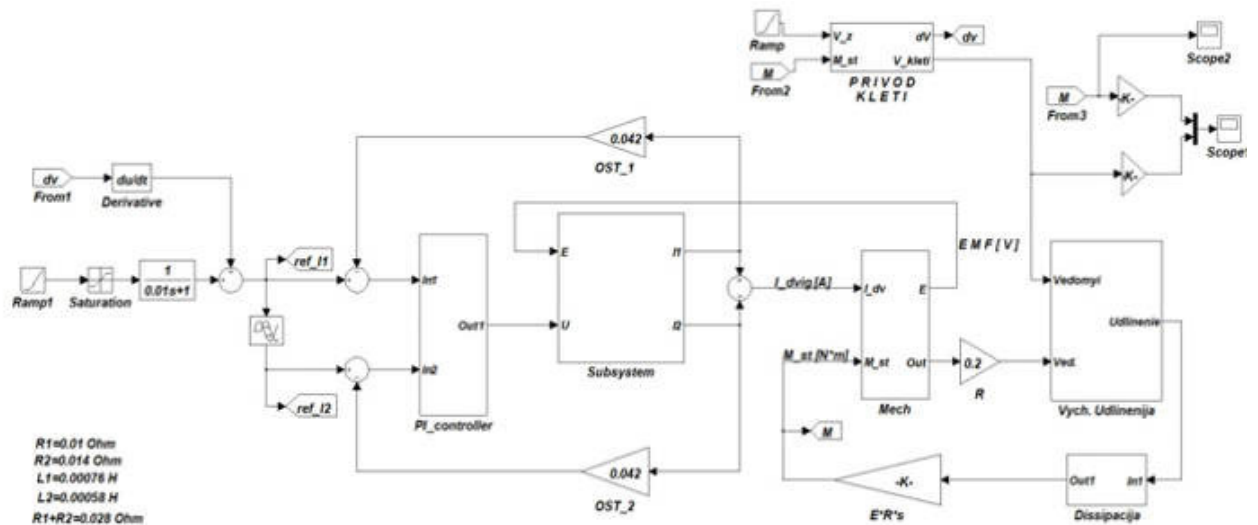 Ramp
V_z
M_st
dV
V_kleti
PRIVOD
KLETI
dv
M
From2
M
From3
-K-
-K-
Scope2
Scope1
0.042
OST_1
dv
From1
du/dt
Derivative
Ramp1
Saturation
1
0.01s+1
ref_I1
ref_I2
In1
In2
Out1
PI_controller
E
U
I1
I2
Subsystem
E M F [ V ]
I_dvig [A]
M_st [N*m]
I_dv
M_st
E
Out
Mech
0.2
R
Vedomyi
Ved.
Udlinenie
Vych. Udlinenija
M
-K-
E*R*s
Out1
In1
Dissipacija
0.042
OST_2
R1=0.01 Ohm
R2=0.014 Ohm
L1=0.00076 H
L2=0.00058 H
R1+R2=0.028 Ohm